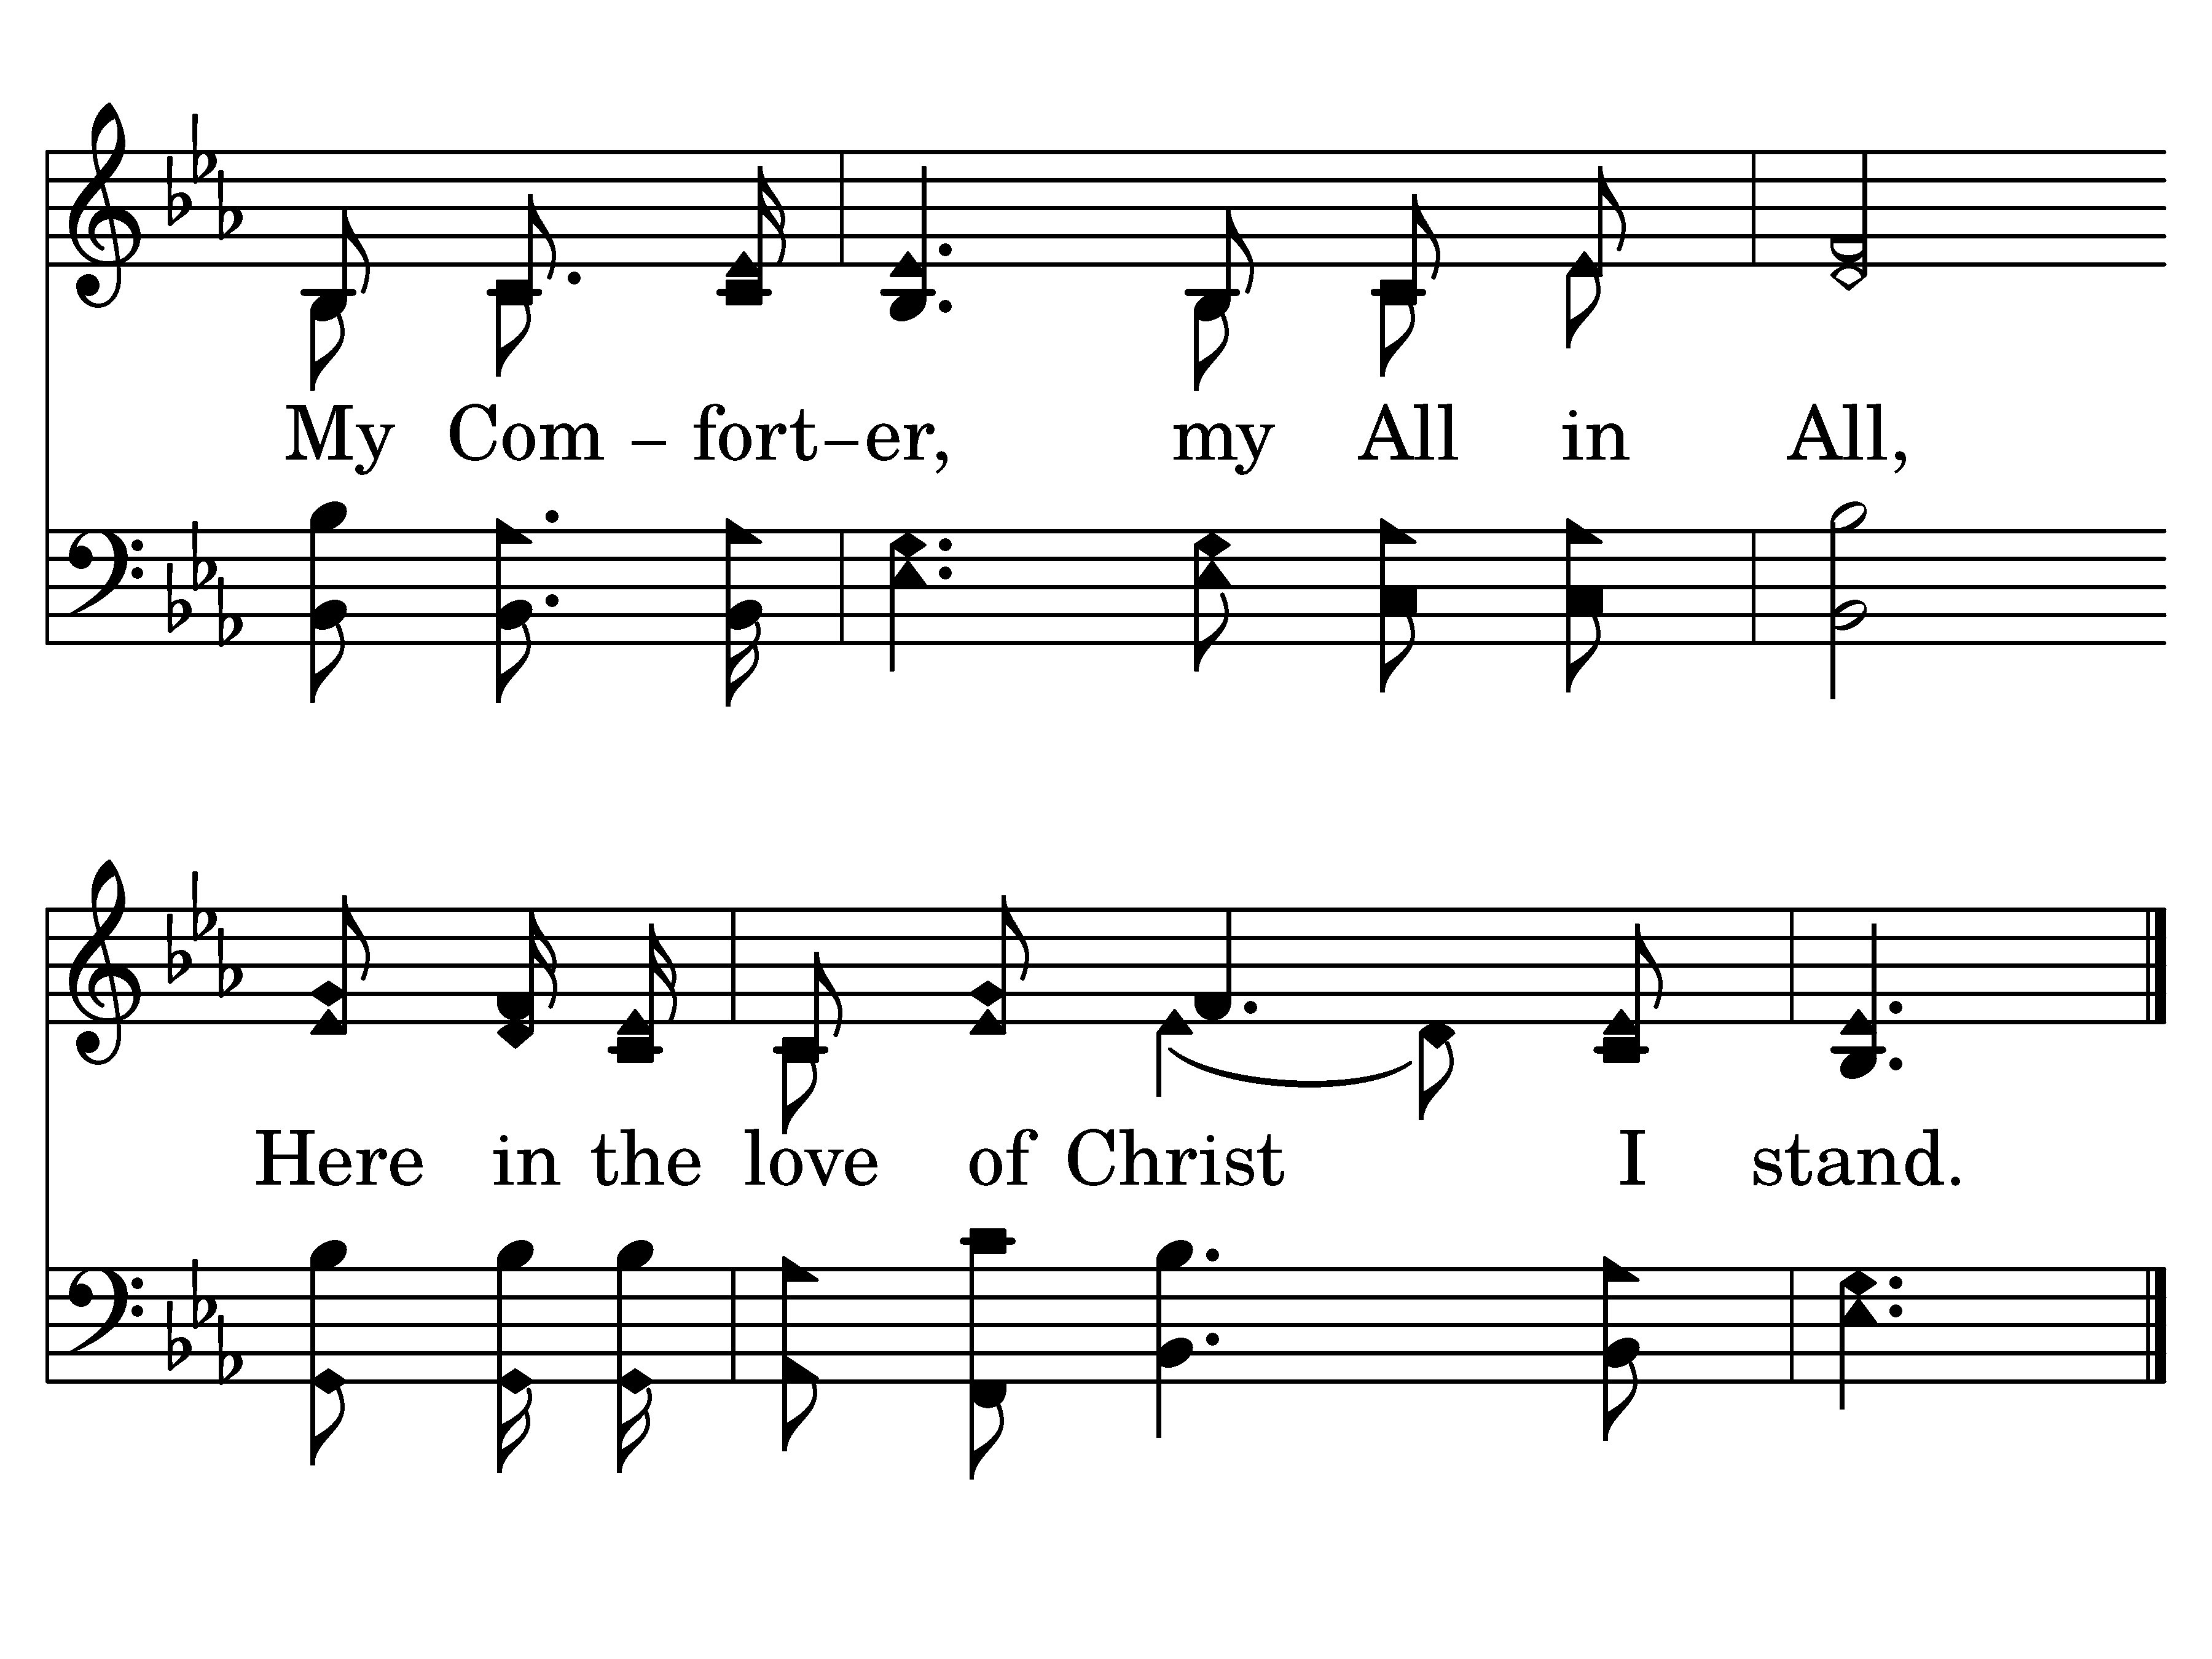 My Com – fort–er, my All in All,
Here in the love of Christ I stand.